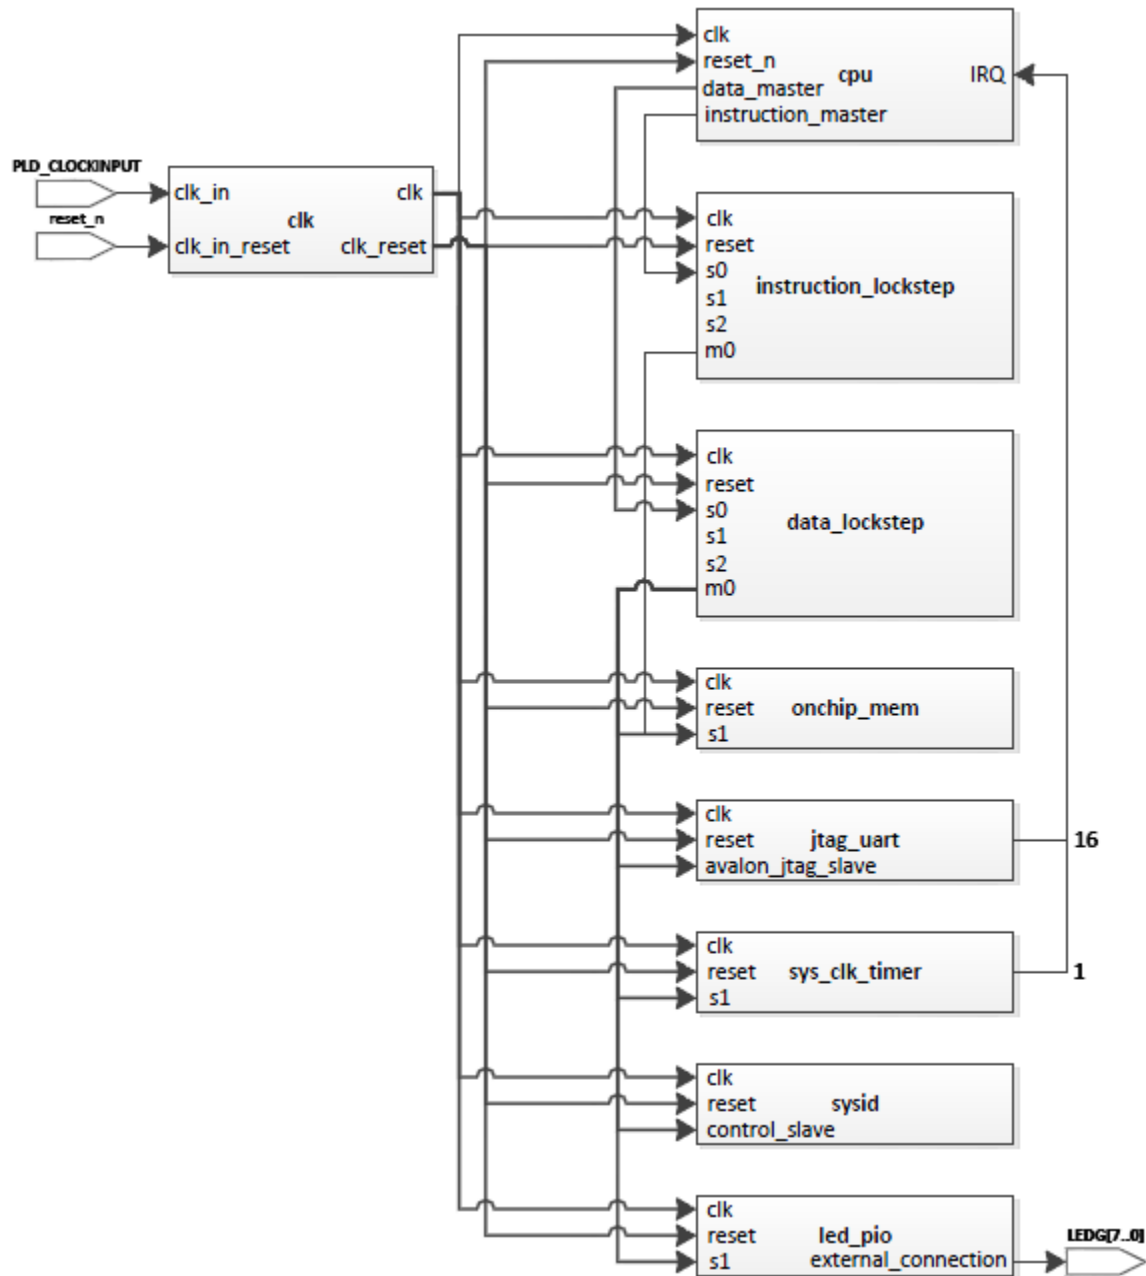 PLD_CLOCKINPUT
clk_in
clk
clk
reset_n
clk_in_reset
clk_reset
clk
reset_n
cpu
IRQ
data_master
instruction_master
clk
reset
s0
instruction_lockstep
s1
s2
m0
clk
reset
s0
data_lockstep
s1
s2
m0
clk
reset
onchip_mem
s1
clk
reset
jtag_uart
16
avalon_jtag_slave
clk
reset
sys_clk_timer
1
s1
clk
reset
sysid
control_slave
clk
reset
led_pio
LEDG[7..0]
s1
external_connection